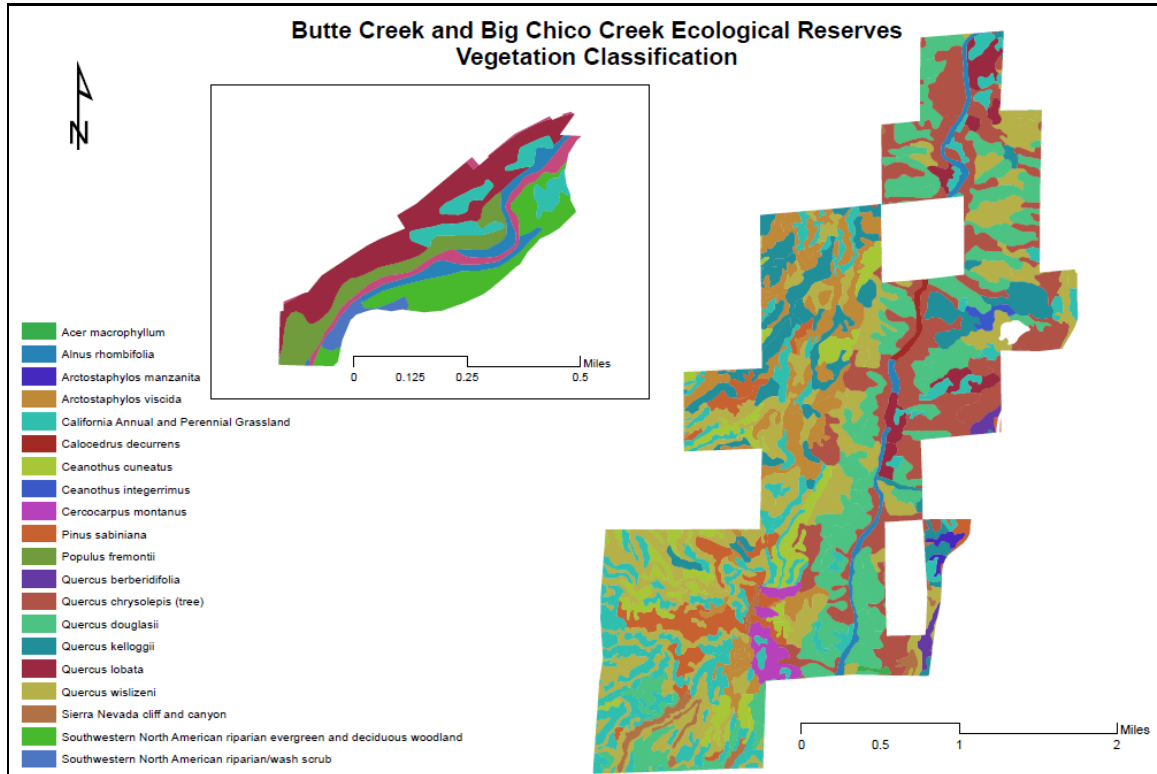 Butte Creek and Big Chico Creek Ecological Reserves
Vegetation Classification
N
Miles
0 0.125 0.25 0.5
Acer macrophyllum
Alnus rhombifolia
Arctostaphylos manzanita
Arctostaphylos viscida
California Annual and Perennial Grassland
Calocedrus decurrens
Ceanothus cuneatus
Ceanothus integerrimus
Cercocarpus montanus
Pinus sabiniana
Populus fremontii
Quercus berberidifolia
Quercus chrysolepis (tree)
Quercus douglasii
Quercus kelloggii
Quercus lobata
Quercus wislizeni
Sierra Nevada cliff and canyon
Southwestern North American riparian evergreen and deciduous woodland
Southwestern North American riparian/wash scrub
Miles
0 0.5 1 2